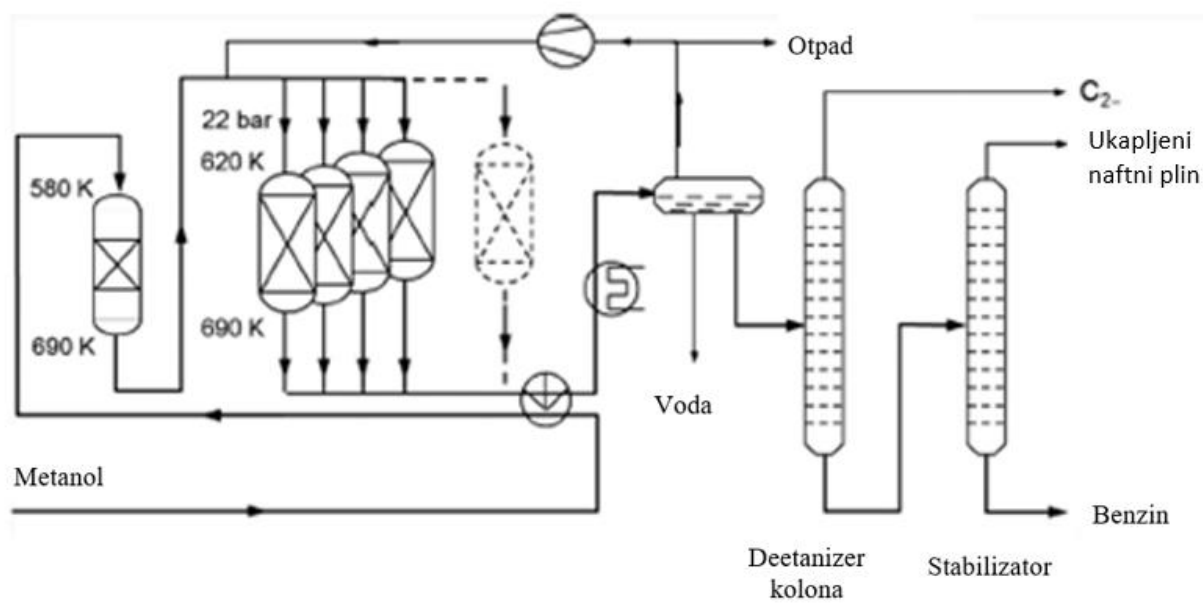 Otpad
C2-
22 bar
Ukapljeni
naftni plin
580 K
620 K
690 K
690 K
Voda
Metanol
Benzin
Deetanizer
kolona
Stabilizator